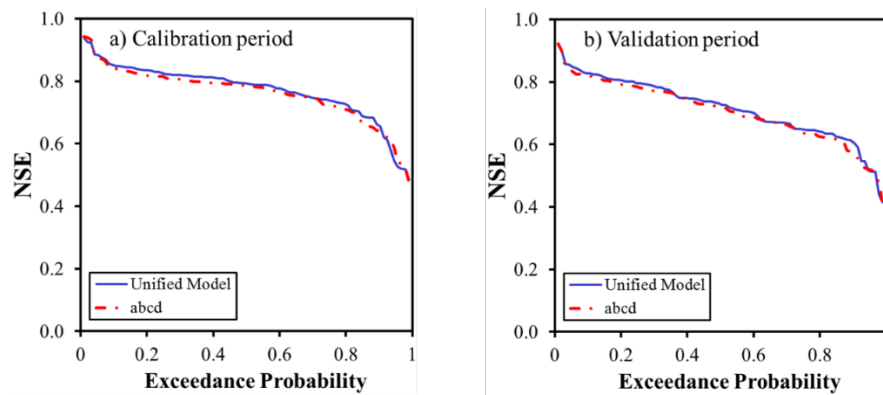 a) Calibration period
NSE
1.0
0.8
0.6
0.4
0.2
0.0
Unified Model
abcd
0 0.2 0.4 0.6 0.8 1
Exceedance Probability
b) Validation period
NSE
1.0
0.8
0.6
0.4
0.2
0.0
Unified Model
abcd
0 0.2 0.4 0.6 0.8
Exceedance Probability